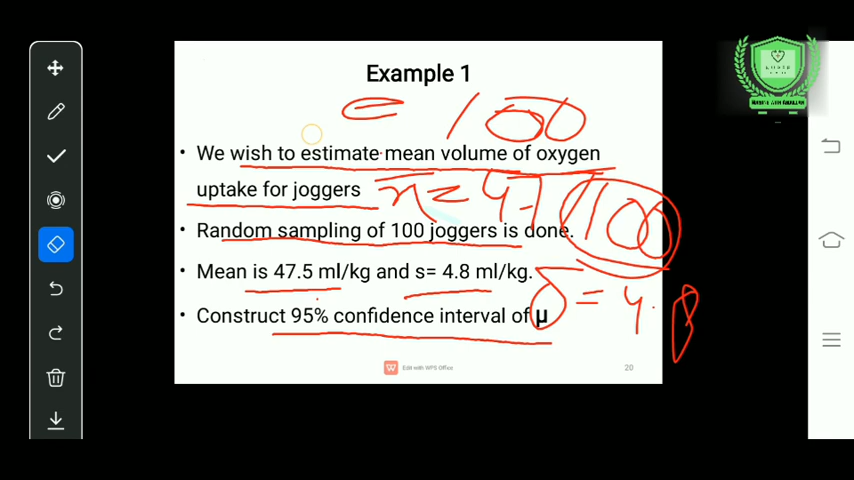 Example 1
= 100
• We wish to estimate mean volume of oxygen
uptake for joggers
• Random sampling of 100 joggers is done.
100
• Mean is 47.5 ml/kg and s= 4.8 ml/kg.
= 4.8
• Construct 95% confidence interval of μ
Edit with WPS Office
20